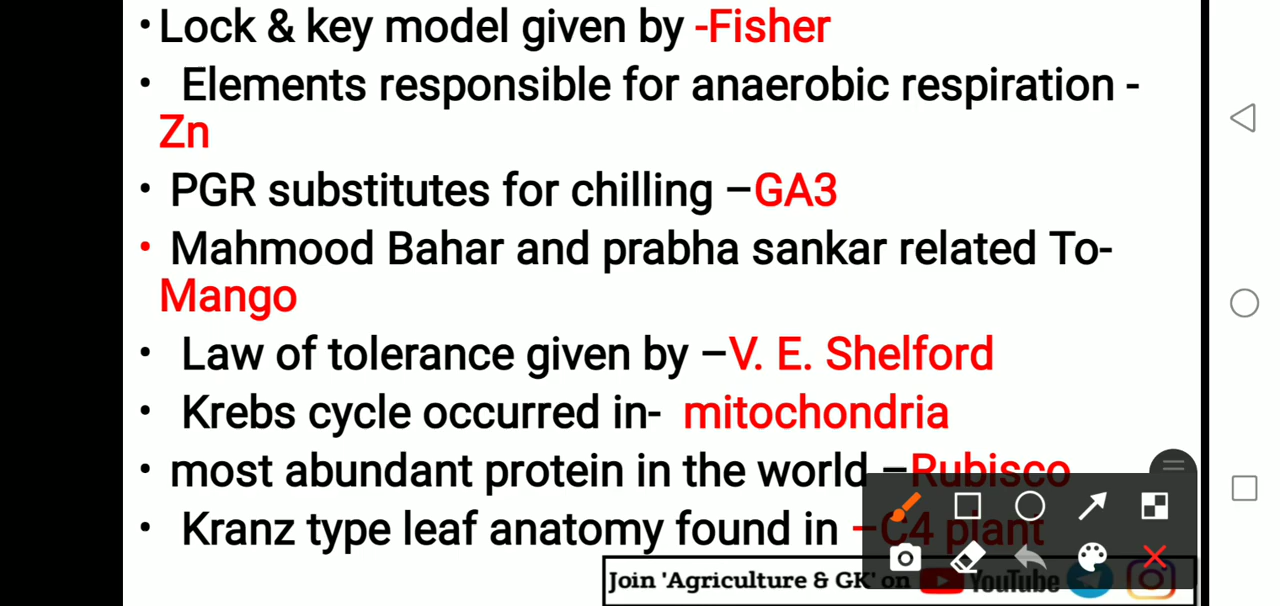 • Lock & key model given by -Fisher
• Elements responsible for anaerobic respiration -
Zn
• PGR substitutes for chilling –GA3
• Mahmood Bahar and prabha sankar related To-
Mango
• Law of tolerance given by –V. E. Shelford
• Krebs cycle occurred in- mitochondria
• most abundant protein in the world –Rubisco
• Kranz type leaf anatomy found in –C4 plant
Join 'Agriculture & GK' on YouTube